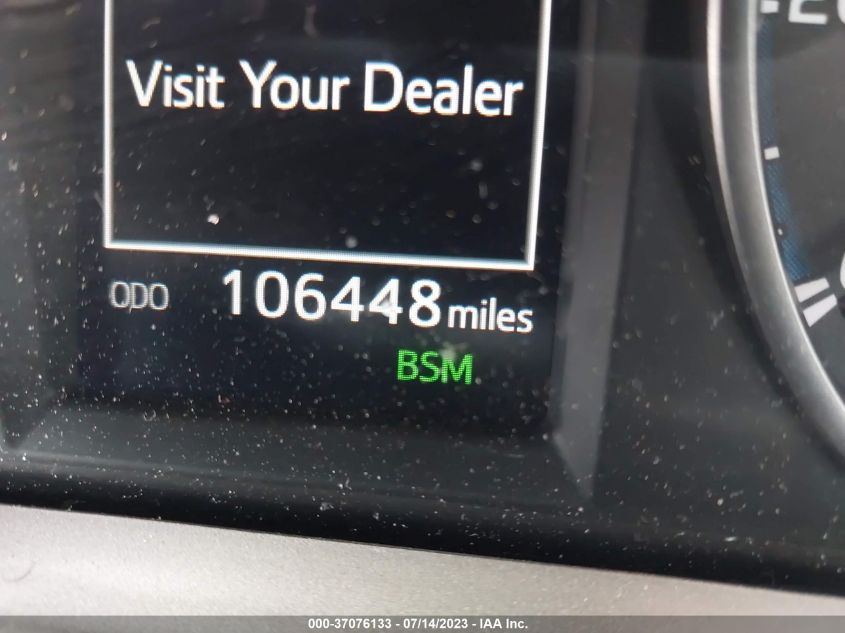 Visit Your Dealer
ODO 106448 miles
BSM
000-37076133 - 07/14/2023 - IAA Inc.